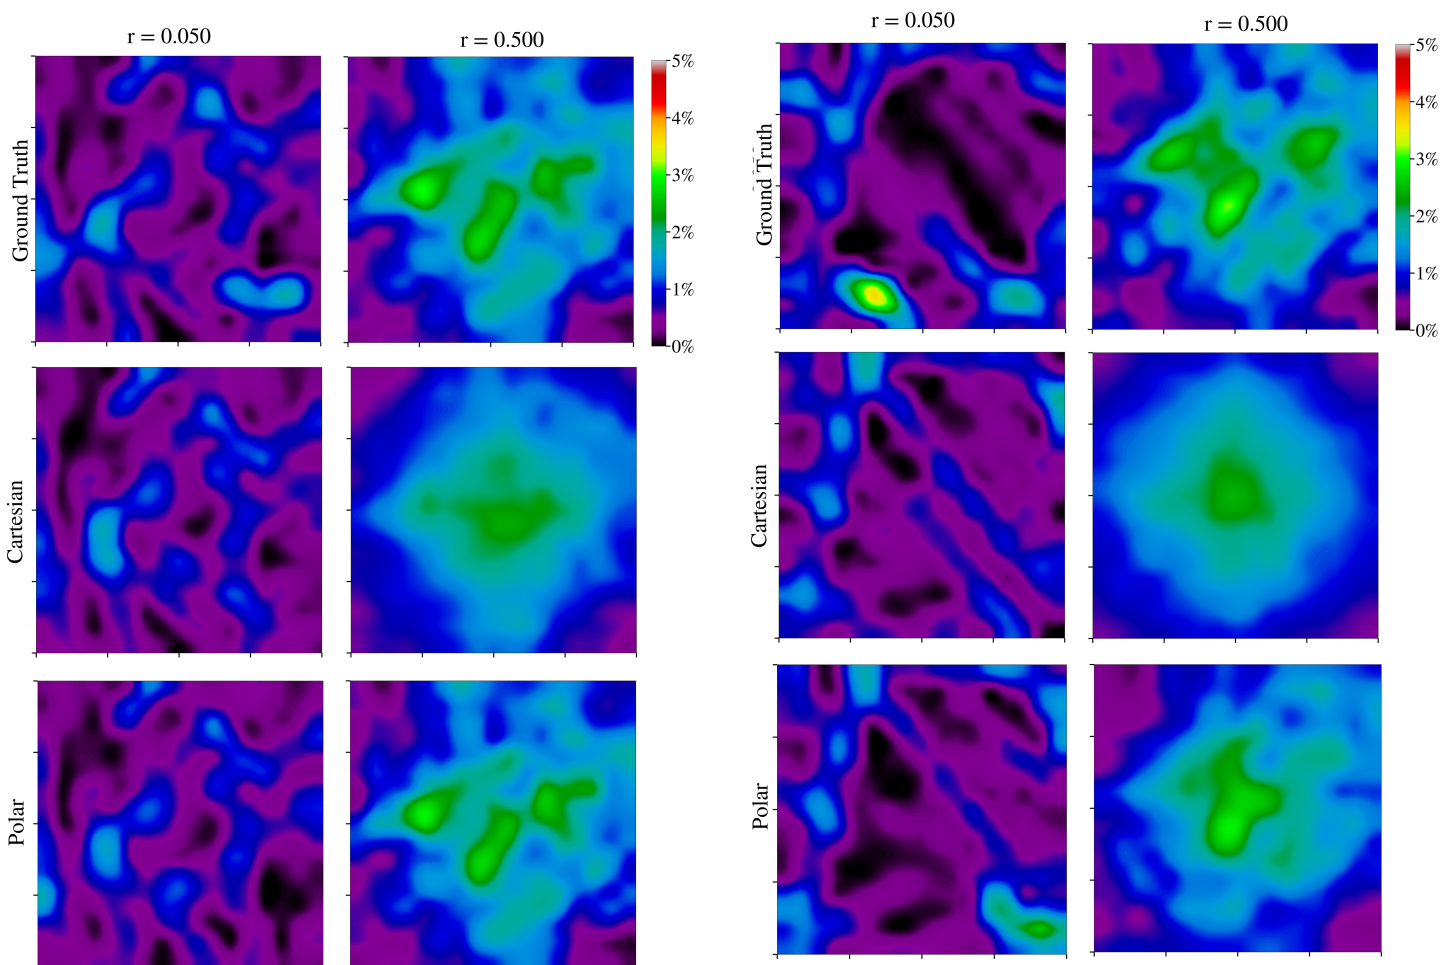 r = 0.050
r = 0.500
5%
4%
3%
2%
1%
0%
Ground Truth
Cartesian
Polar
r = 0.050
r = 0.500
5%
4%
3%
2%
1%
0%
Ground Truth
Cartesian
Polar